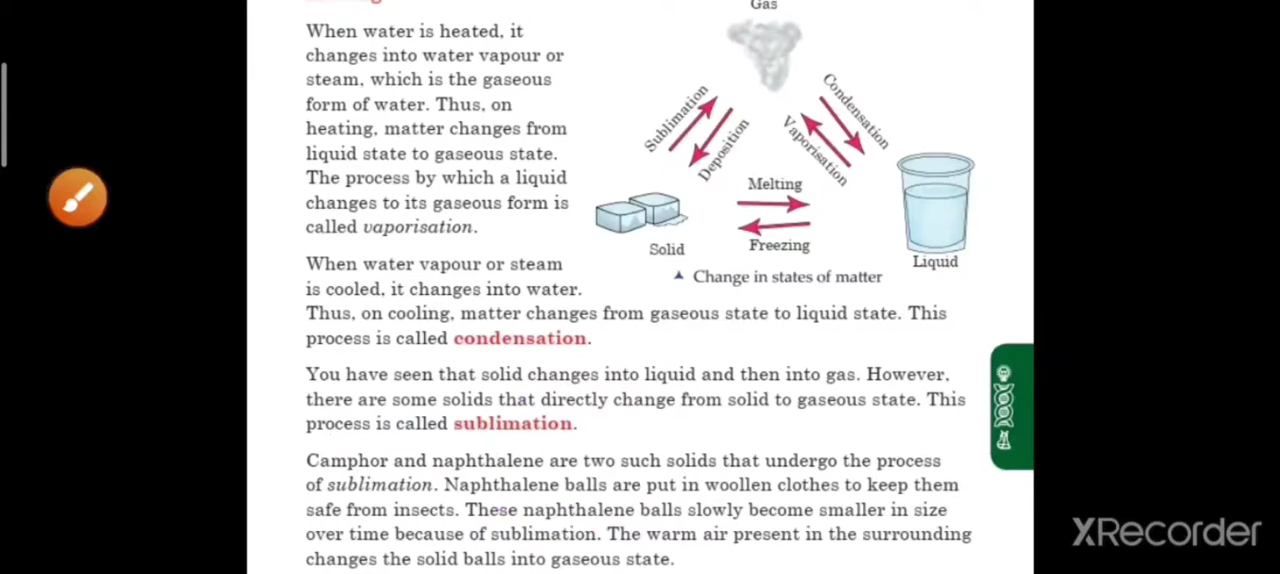 Gas
When water is heated, it
changes into water vapour or
steam, which is the gaseous
form of water. Thus, on
heating, matter changes from
liquid state to gaseous state.
The process by which a liquid
changes to its gaseous form is
called vaporisation.
Sublimation
Deposition
Vaporisation
Condensation
Melting
Freezing
Solid
Liquid
▲ Change in states of matter
When water vapour or steam
is cooled, it changes into water.
Thus, on cooling, matter changes from gaseous state to liquid state. This
process is called condensation.
You have seen that solid changes into liquid and then into gas. However,
there are some solids that directly change from solid to gaseous state. This
process is called sublimation.
Camphor and naphthalene are two such solids that undergo the process
of sublimation. Naphthalene balls are put in woollen clothes to keep them
safe from insects. These naphthalene balls slowly become smaller in size
over time because of sublimation. The warm air present in the surrounding
changes the solid balls into gaseous state.
XRecorder